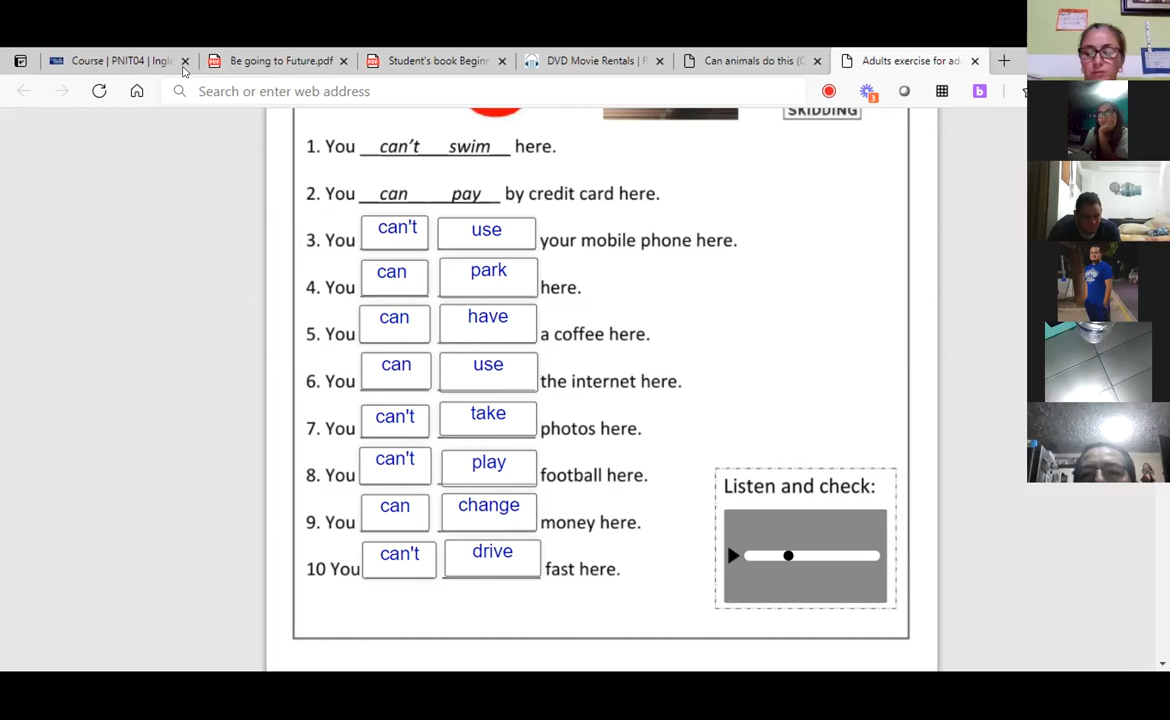 Course | PNIT04 | Ingle
Be going to Future.pdf
Student's book Beginn
DVD Movie Rentals | P
Can animals do this (C
Adults exercise for adu
Search or enter web address
3
b
SKIDDING
1. You can't swim here.
2. You can pay by credit card here.
3. You can't use your mobile phone here.
4. You can park here.
5. You can have a coffee here.
6. You can use the internet here.
7. You can't take photos here.
8. You can't play football here.
9. You can change money here.
10 You can't drive fast here.
Listen and check: